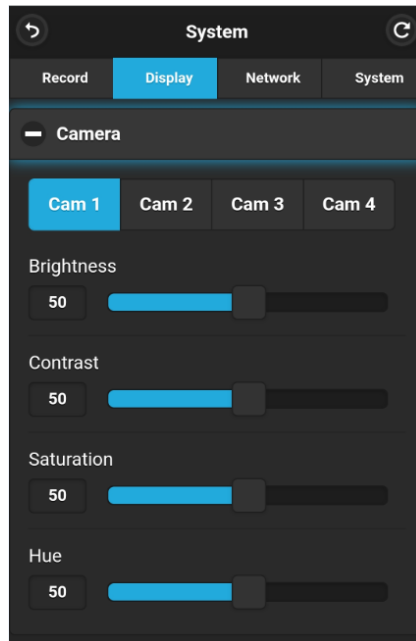 System
Record Display Network System
Camera
Cam 1 Cam 2 Cam 3 Cam 4
Brightness
50
Contrast
50
Saturation
50
Hue
50